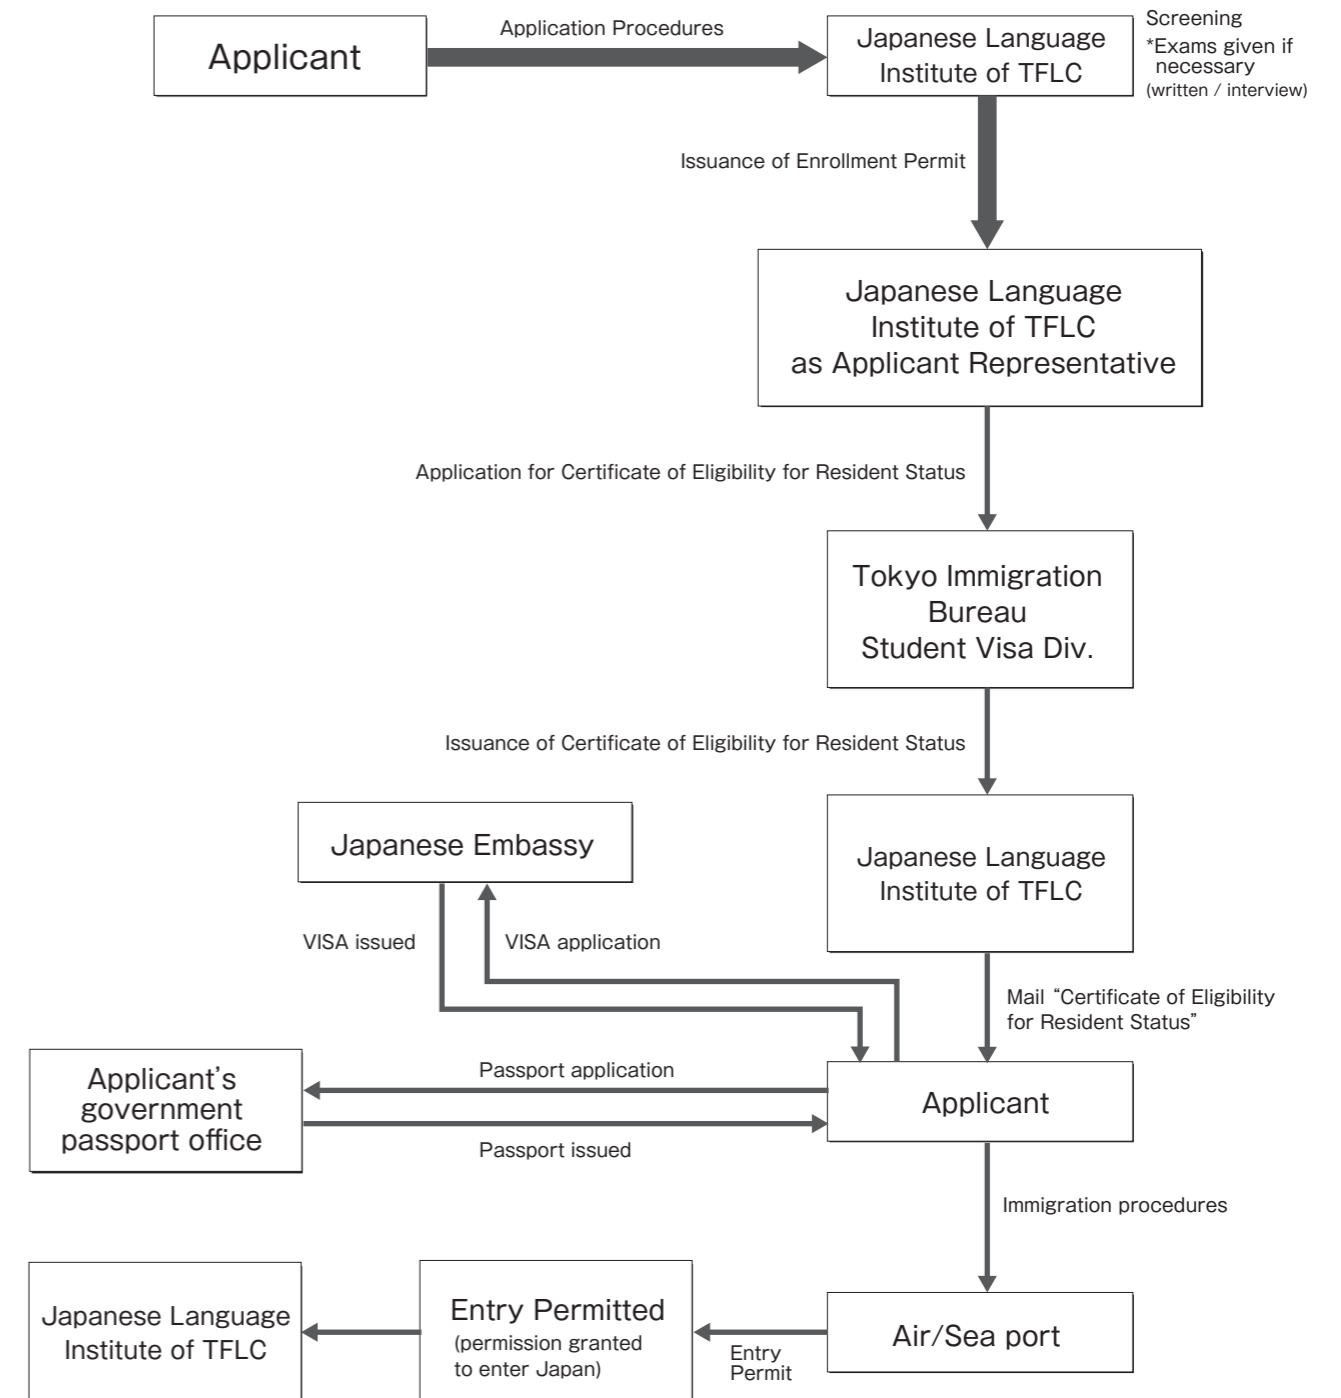 Applicant
Application Procedures
Japanese Language
Institute of TFLC
Screening
*Exams given if
necessary
(written / interview)
Issuance of Enrollment Permit
Japanese Language
Institute of TFLC
as Applicant Representative
Application for Certificate of Eligibility for Resident Status
Tokyo Immigration
Bureau
Student Visa Div.
Issuance of Certificate of Eligibility for Resident Status
Japanese Embassy
Japanese Language
Institute of TFLC
VISA issued
VISA application
Mail “Certificate of Eligibility
for Resident Status”
Applicant’s
government
passport office
Passport application
Passport issued
Applicant
Immigration procedures
Japanese Language
Institute of TFLC
Entry Permitted
(permission granted
to enter Japan)
Entry
Permit
Air/Sea port